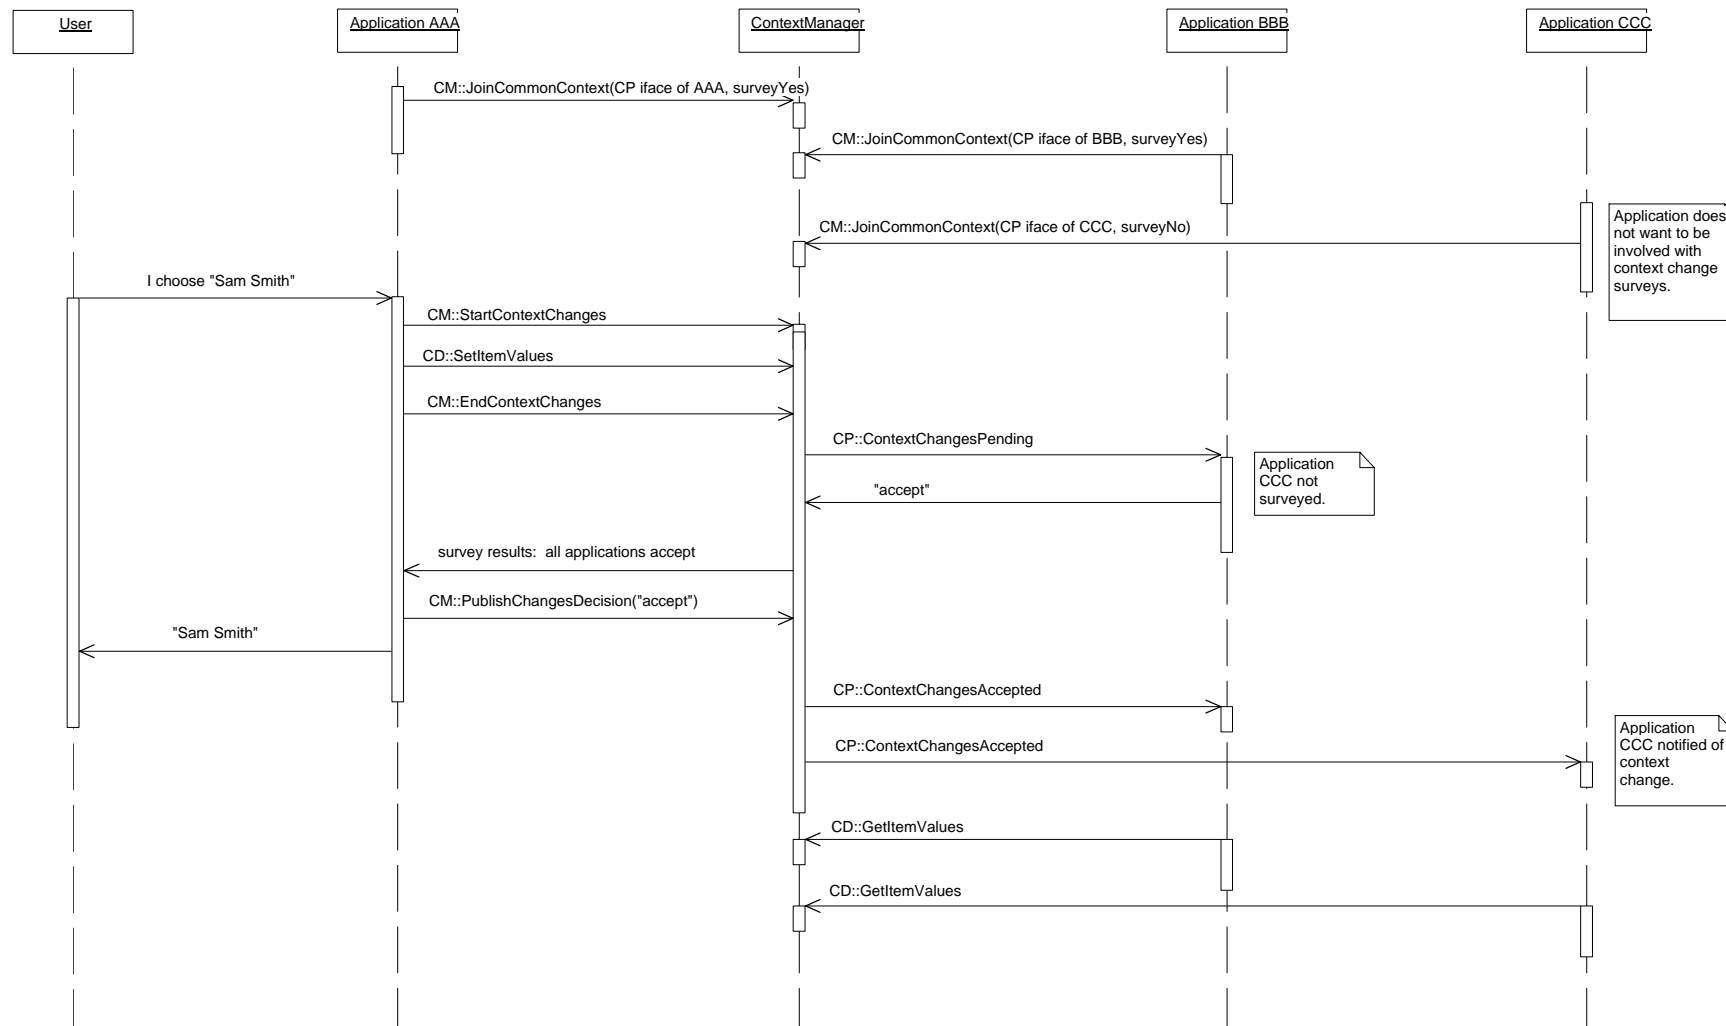 User
Application AAA
ContextManager
Application BBB
Application CCC
CM::JoinCommonContext(CP iface of AAA, surveyYes)
CM::JoinCommonContext(CP iface of BBB, surveyYes)
CM::JoinCommonContext(CP iface of CCC, surveyNo)
Application does
not want to be
involved with
context change
surveys.
I choose "Sam Smith"
CM::StartContextChanges
CD::SetItemValues
CM::EndContextChanges
CP::ContextChangesPending
Application
CCC not
surveyed.
"accept"
survey results:  all applications accept
CM::PublishChangesDecision("accept")
"Sam Smith"
CP::ContextChangesAccepted
CP::ContextChangesAccepted
Application
CCC notified of
context
change.
CD::GetItemValues
CD::GetItemValues